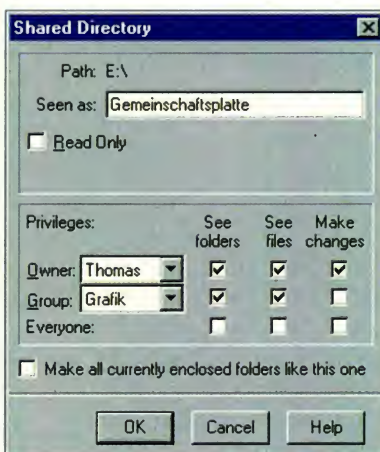 Shared Directory
Path: E:\
Seen as: Gemeinschaftsplatte
Read Only
Privileges: See folders See files Make changes
Owner: Thomas
Group: Grafik
Everyone:
Make all currently enclosed folders like this one
OK Cancel Help